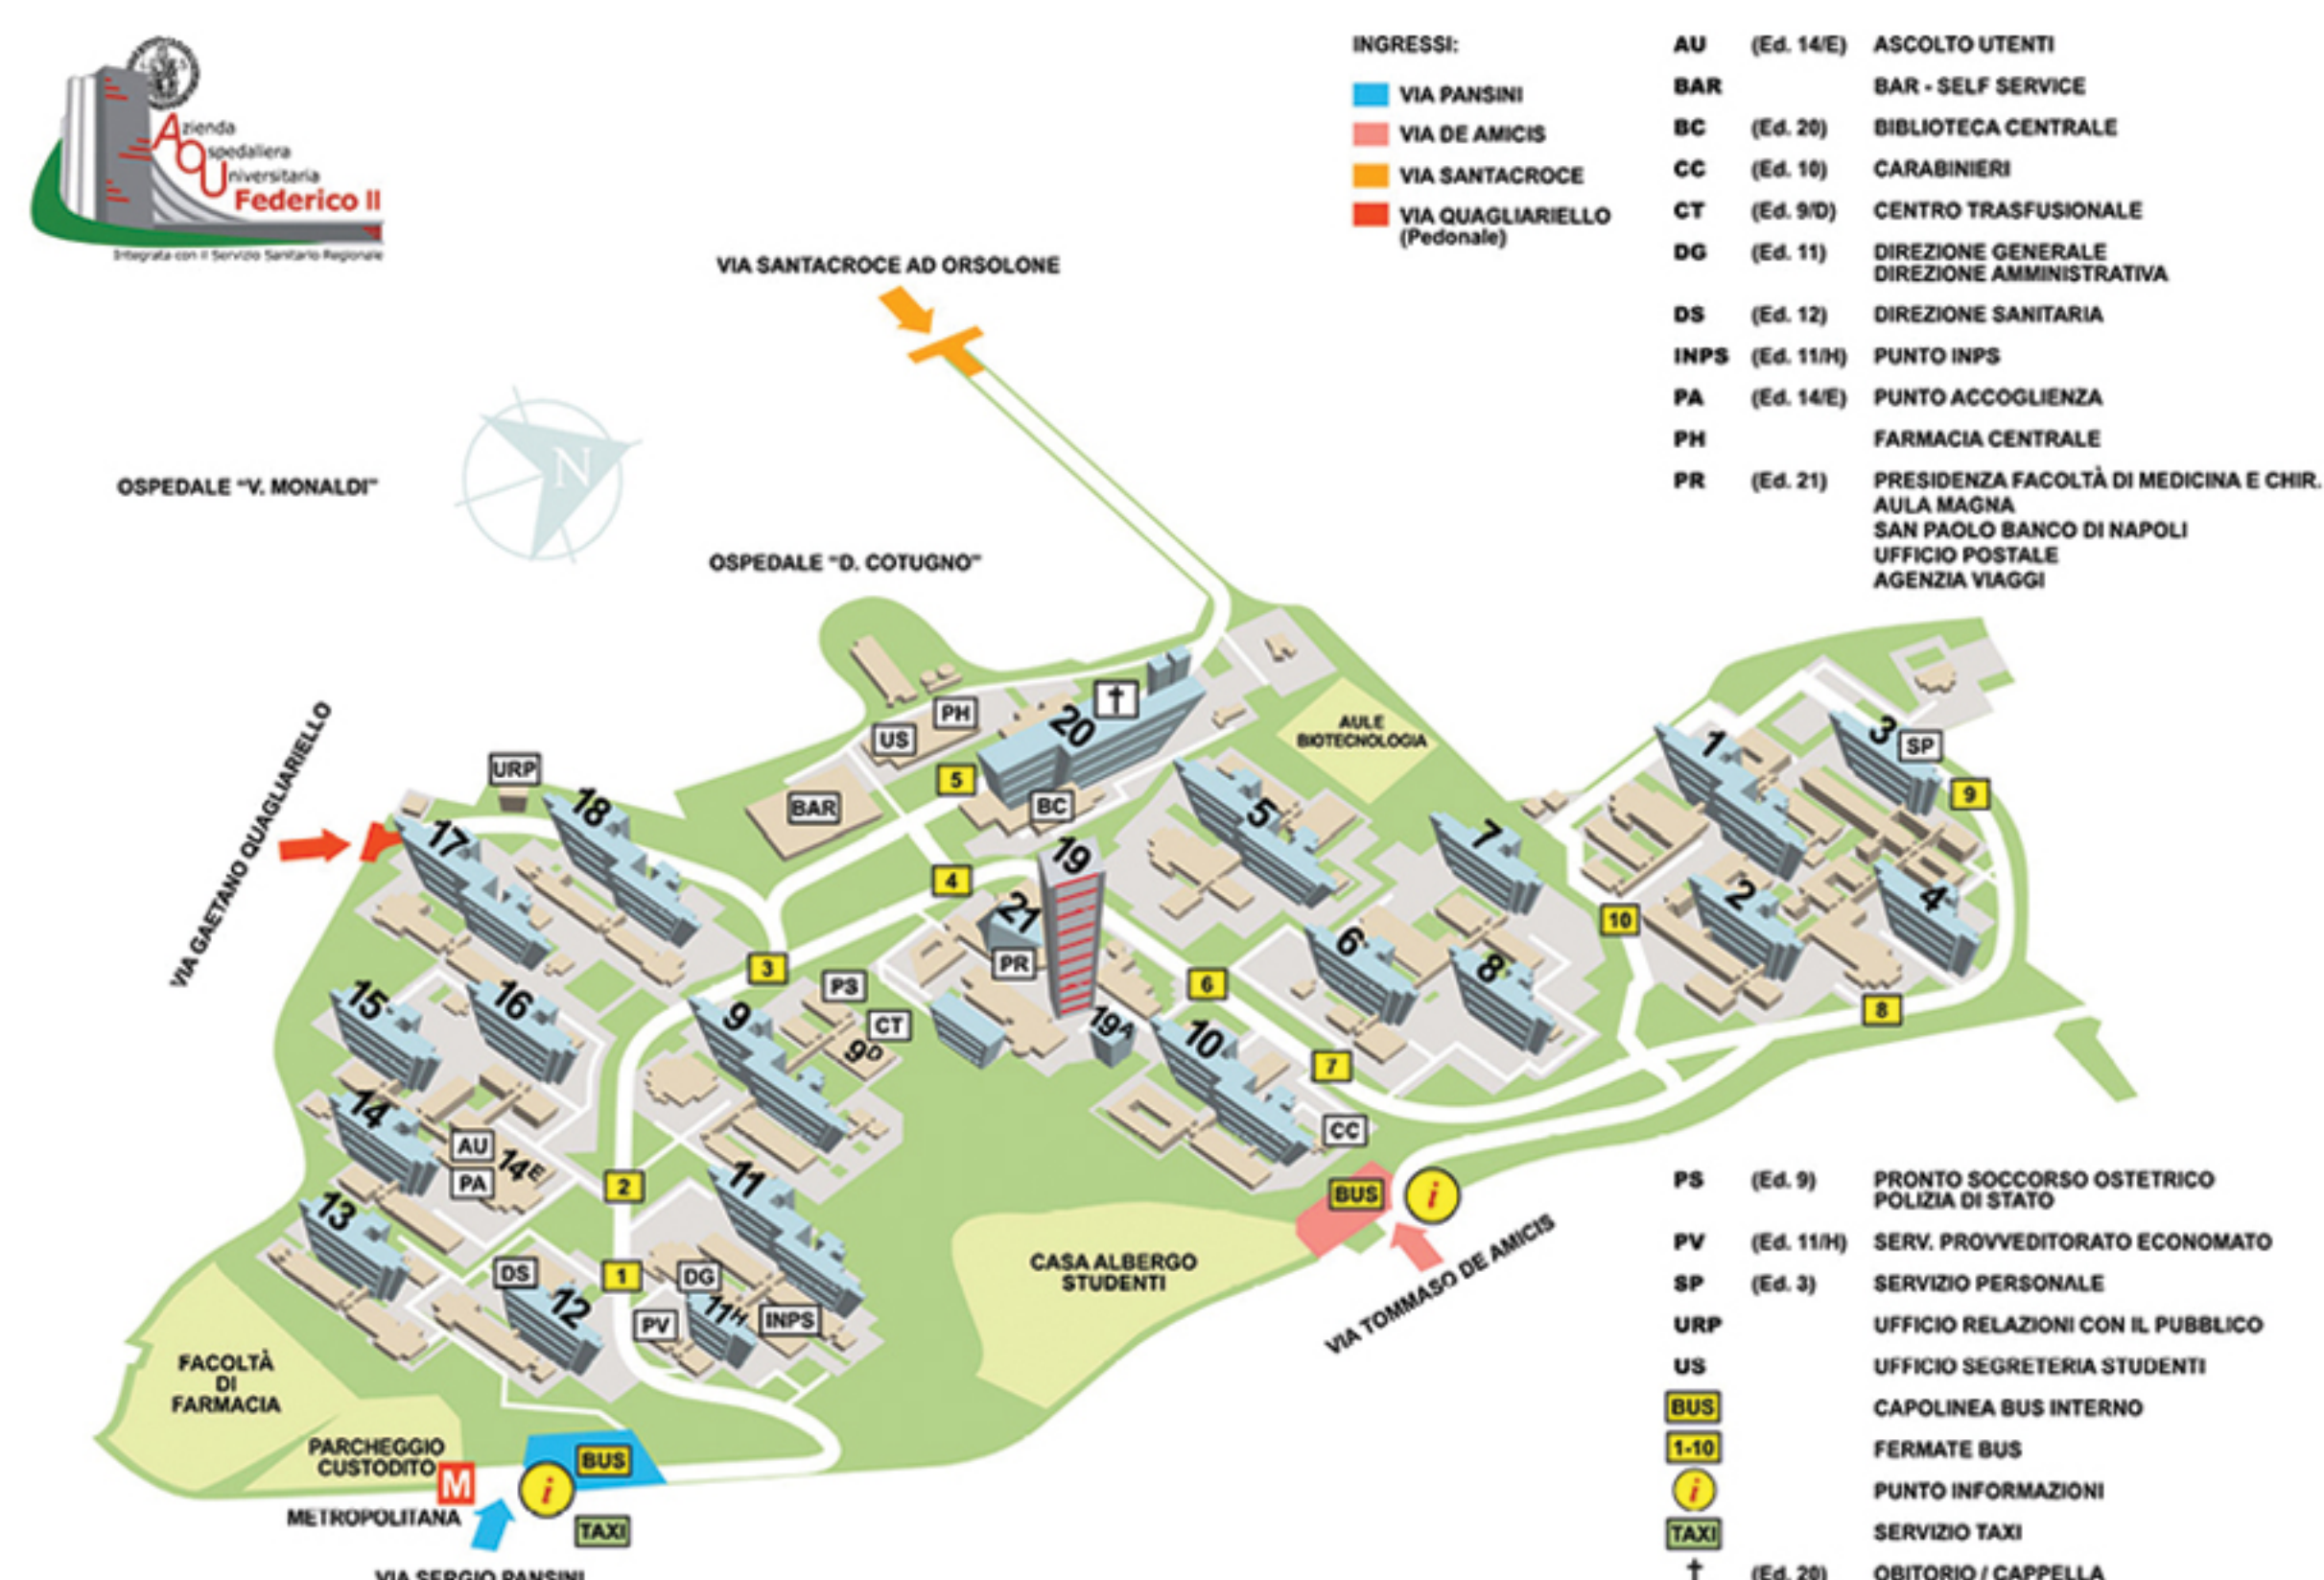 Azienda
Ospedaliera
Universitaria
Federico II
Integrata con il Servizio Sanitario Regionale
INGRESSI:
VIA PANSINI
VIA DE AMICIS
VIA SANTACROCE
VIA QUAGLIARIELLO
(Pedonale)
AU (Ed. 14/E) ASCOLTO UTENTI
BAR BAR - SELF SERVICE
BC (Ed. 20) BIBLIOTECA CENTRALE
CC (Ed. 10) CARABINIERI
CT (Ed. 9/D) CENTRO TRASFUSIONALE
DG (Ed. 11) DIREZIONE GENERALE
DIREZIONE AMMINISTRATIVA
DS (Ed. 12) DIREZIONE SANITARIA
INPS (Ed. 11/H) PUNTO INPS
PA (Ed. 14/E) PUNTO ACCOGLIENZA
PH FARMACIA CENTRALE
PR (Ed. 21) PRESIDENZA FACOLTÀ DI MEDICINA E CHIR.
AULA MAGNA
SAN PAOLO BANCO DI NAPOLI
UFFICIO POSTALE
AGENZIA VIAGGI
VIA SANTACROCE AD ORSOLONE
N
OSPEDALE "V. MONALDI"
OSPEDALE "D. COTUGNO"
VIA GAETANO QUAGLIARIELLO
URP
US
PH
20
†
5
BAR
BC
AULE
BIOTECNOLOGIA
1
3
SP
9
17
18
5
7
19
4
21
PR
2
4
10
3
6
6
8
8
15
16
9
PS
CT
9D
19A
10
7
CC
14
AU
14E
PA
2
11
13
BUS
i
DS
12
1
DG
PV
11H
INPS
CASA ALBERGO
STUDENTI
VIA TOMMASO DE AMICIS
FACOLTÀ
DI
FARMACIA
PARCHEGGIO
CUSTODITO
M
METROPOLITANA
i
BUS
TAXI
VIA SERGIO PANSINI
PS (Ed. 9) PRONTO SOCCORSO OSTETRICO
POLIZIA DI STATO
PV (Ed. 11/H) SERV. PROVVEDITORATO ECONOMATO
SP (Ed. 3) SERVIZIO PERSONALE
URP UFFICIO RELAZIONI CON IL PUBBLICO
US UFFICIO SEGRETERIA STUDENTI
BUS CAPOLINEA BUS INTERNO
1-10 FERMATE BUS
i PUNTO INFORMAZIONI
TAXI SERVIZIO TAXI
† (Ed. 20) OBITORIO / CAPPELLA